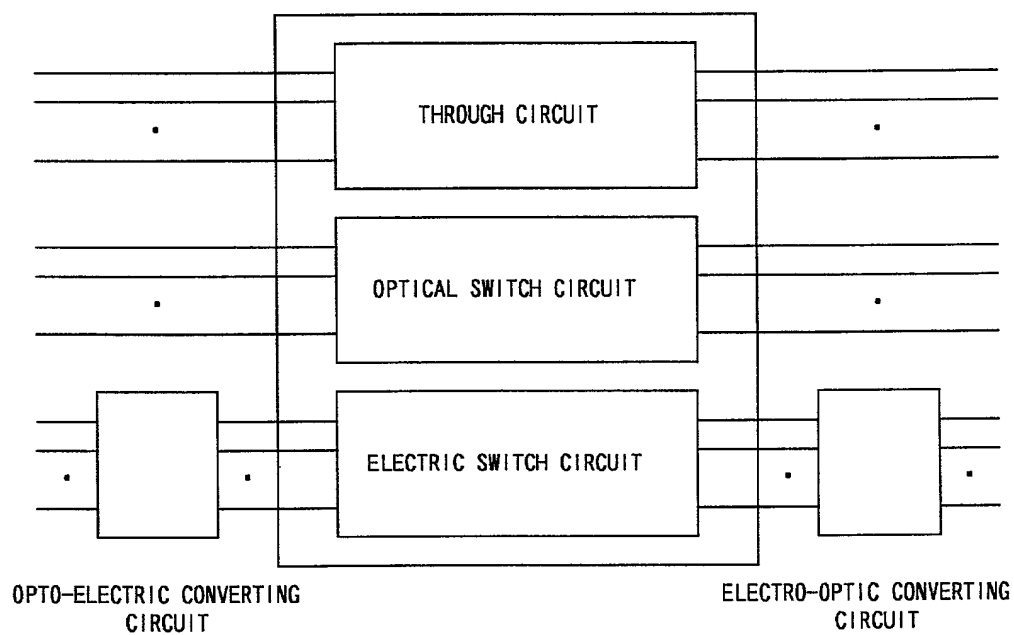 THROUGH CIRCUIT
OPTICAL SWITCH CIRCUIT
ELECTRIC SWITCH CIRCUIT
OPTO-ELECTRIC CONVERTING
CIRCUIT
ELECTRO-OPTIC CONVERTING
CIRCUIT